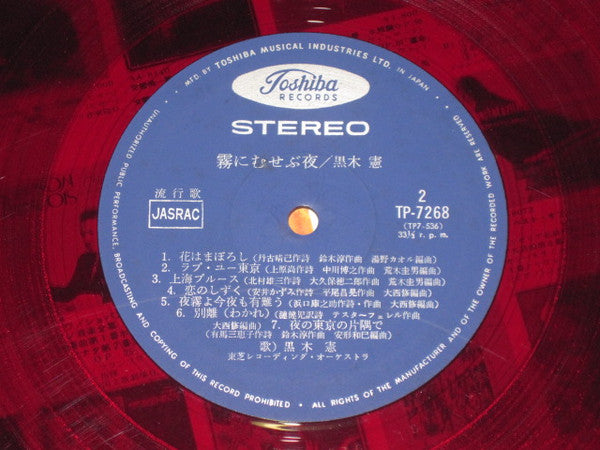 MFD BY TOSHIBA MUSICAL INDUSTRIES LTD. IN JAPAN
Toshiba
RECORDS
STEREO
霧にむせぶ夜/黒木 憲
流行歌
JASRAC
2
TP-7268
(TP7-536)
33⅓ r. p. m.
1. 花はまぼろし (丹古晴己作詩 鈴木淳作曲 湯野カオル編曲)
2. ラブ・ユー東京 (上原尚作詩 中川博之作曲 荒木圭男編曲)
3. 上海ブルース (北村雄三作詩 大久保徳二郎作曲 荒木圭男編曲)
4. 恋のしずく (安井かずみ作詩 平尾昌晃作曲 大西修編曲)
5. 夜霧よ今夜も有難う (浜口庫之助作詩・作曲 大西修編曲)
6. 別離 (わかれ) (健児訳詩 テスターフェレル作曲
大西修編曲) 7. 夜の東京の片隅で
(有馬三恵子作詩 鈴木淳作曲 安形和巳編曲)
歌) 黒木 憲
東芝レコーディング・オーケストラ
UNAUTHORIZED PUBLIC PERFORMANCE, BROADCASTING AND COPYING OF THIS RECORD PROHIBITED • ALL RIGHTS OF THE MANUFACTURER AND OF THE OWNER OF THE RECORDED WORK ARE RESERVED